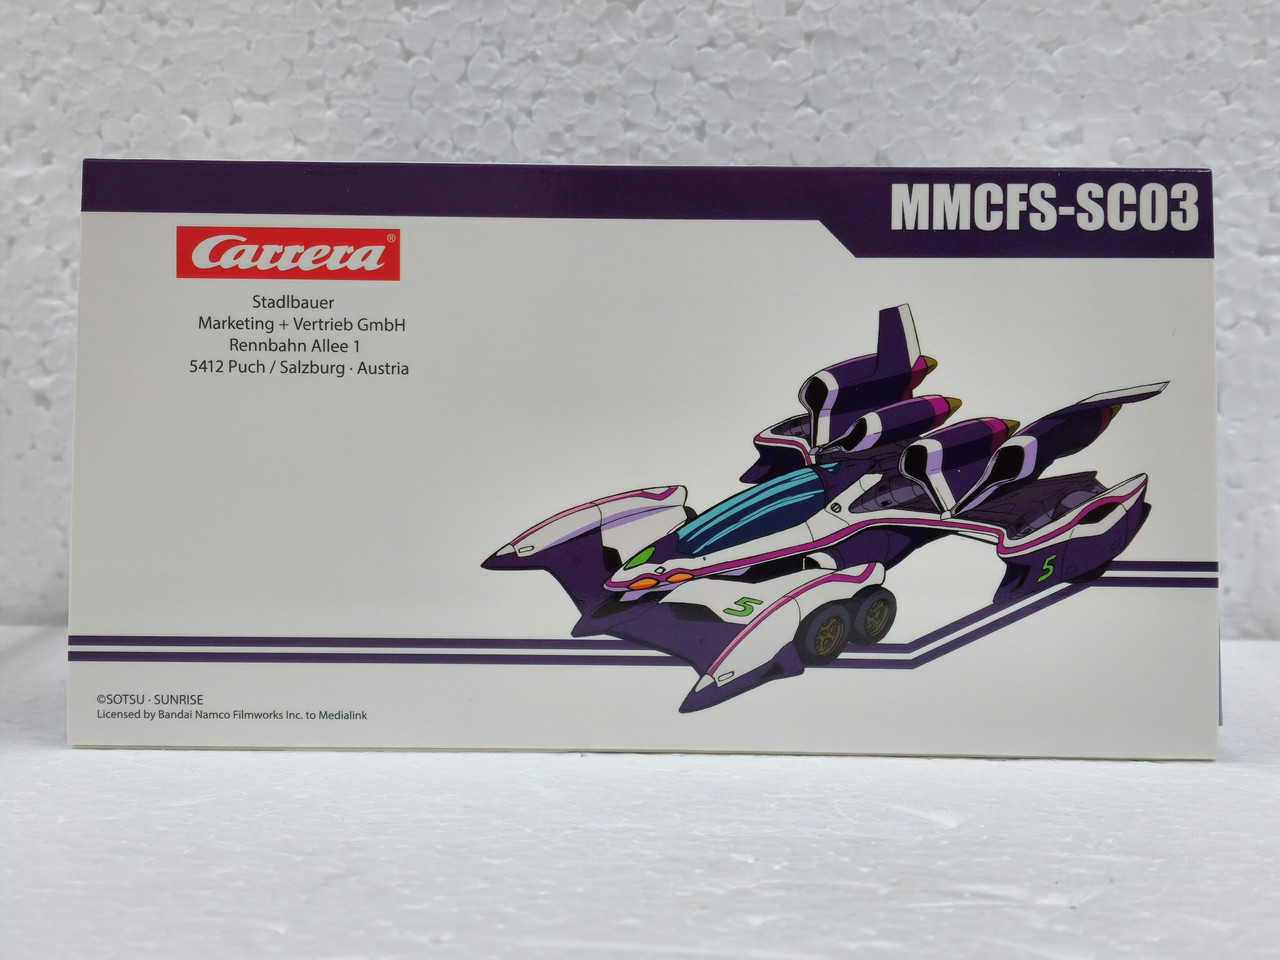 MMCFS-SC03
Carrera®
Stadlbauer
Marketing + Vertrieb GmbH
Rennbahn Allee 1
5412 Puch / Salzburg · Austria
5
5
©SOTSU · SUNRISE
Licensed by Bandai Namco Filmworks Inc. to Medialink